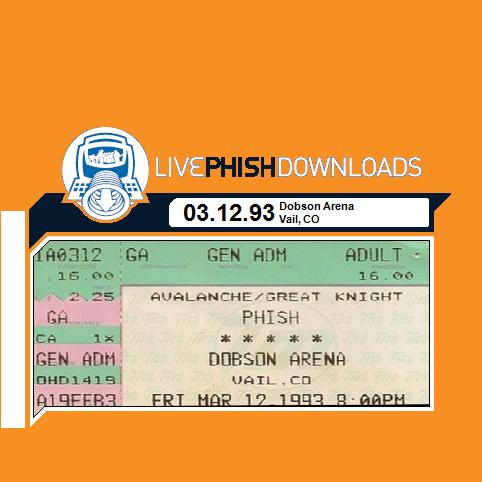 LIVEPHISHDOWNLOADS
03.12.93 Dobson Arena
Vail, CO
1A0312 GA GEN ADM ADULT
16.00 16.00
2.25 AVALANCHE/GREAT KNIGHT
GA PHISH
CA 1X * * * * *
GEN ADM DOBSON ARENA
OHD1419 VAIL.CO
A19FEB3 FRI MAR 12,1993 8:00PM